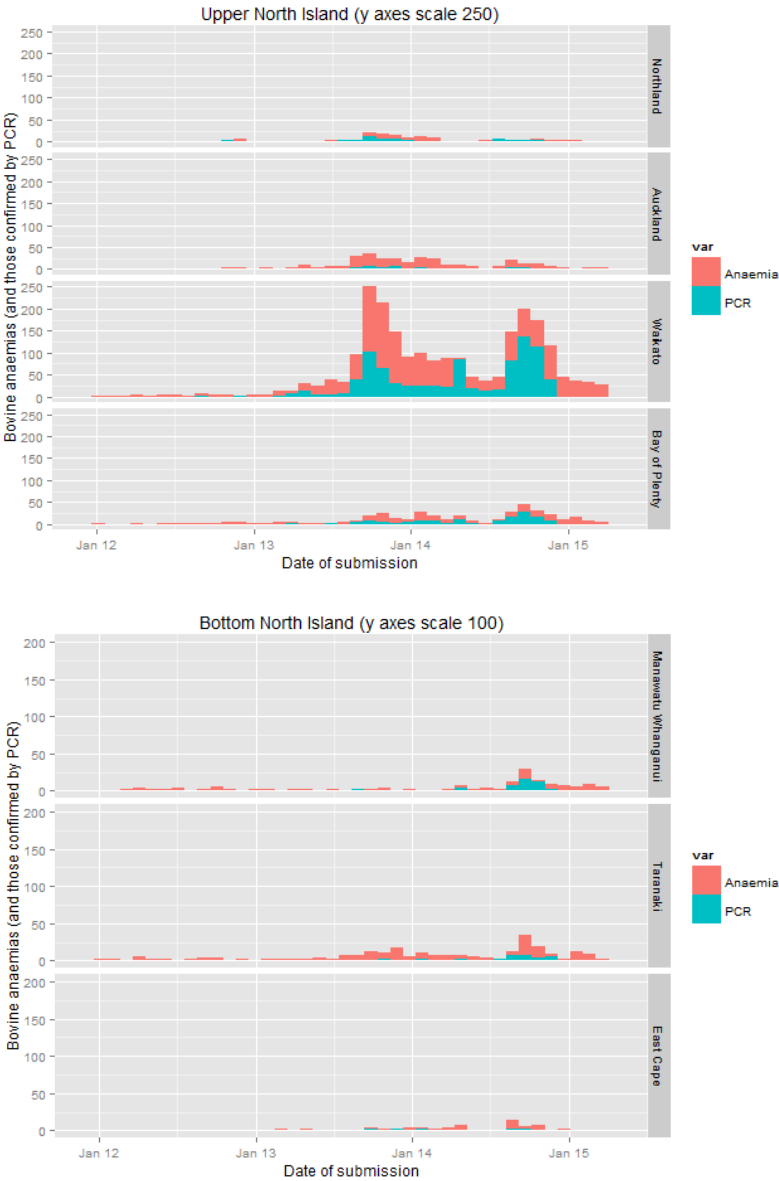 Upper North Island (y axes scale 250)
Bovine anaemias (and those confirmed by PCR)
250
200
150
100
50
0
Northland
250
200
150
100
50
0
Auckland
250
200
150
100
50
0
Waikato
250
200
150
100
50
0
Bay of Plenty
Jan 12
Jan 13
Jan 14
Jan 15
Date of submission
var
Anaemia
PCR
Bottom North Island (y axes scale 100)
Bovine anaemias (and those confirmed by PCR)
200
150
100
50
0
Manawatu Whanganui
200
150
100
50
0
Taranaki
200
150
100
50
0
East Cape
Jan 12
Jan 13
Jan 14
Jan 15
Date of submission
var
Anaemia
PCR